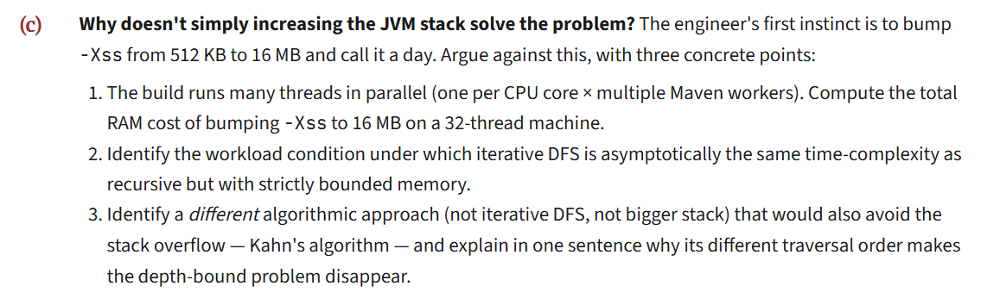 (c) Why doesn't simply increasing the JVM stack solve the problem? The engineer's first instinct is to bump
-Xss from 512 KB to 16 MB and call it a day. Argue against this, with three concrete points:
1. The build runs many threads in parallel (one per CPU core × multiple Maven workers). Compute the total
RAM cost of bumping -Xss to 16 MB on a 32-thread machine.
2. Identify the workload condition under which iterative DFS is asymptotically the same time-complexity as
recursive but with strictly bounded memory.
3. Identify a different algorithmic approach (not iterative DFS, not bigger stack) that would also avoid the
stack overflow — Kahn's algorithm — and explain in one sentence why its different traversal order makes
the depth-bound problem disappear.